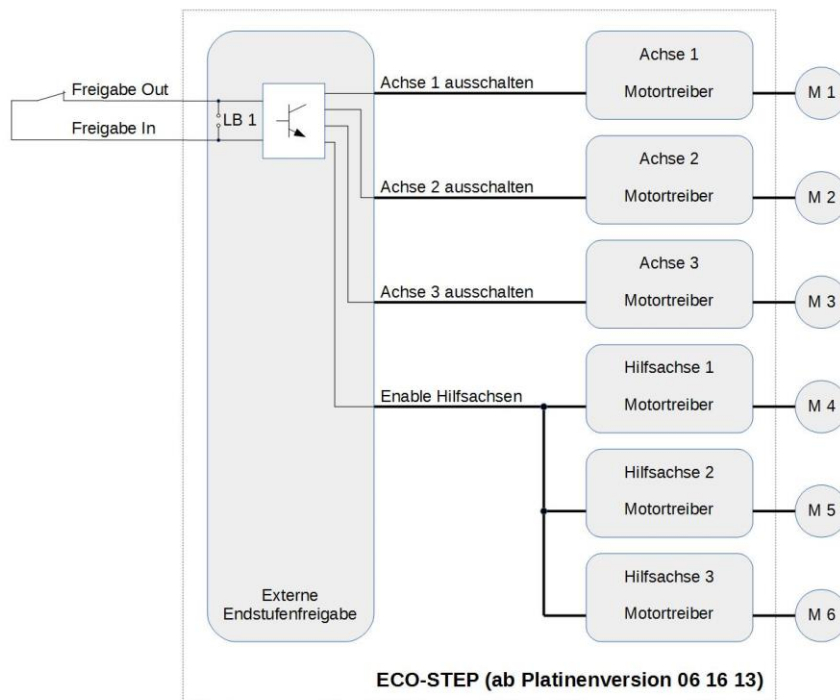 Freigabe Out
Freigabe In
LB 1
Achse 1 ausschalten
Achse 1
Motortreiber
M 1
Achse 2 ausschalten
Achse 2
Motortreiber
M 2
Achse 3 ausschalten
Achse 3
Motortreiber
M 3
Enable Hilfsachsen
Hilfsachse 1
Motortreiber
M 4
Hilfsachse 2
Motortreiber
M 5
Hilfsachse 3
Motortreiber
M 6
Externe
Endstufenfreigabe
ECO-STEP (ab Platinenversion 06 16 13)